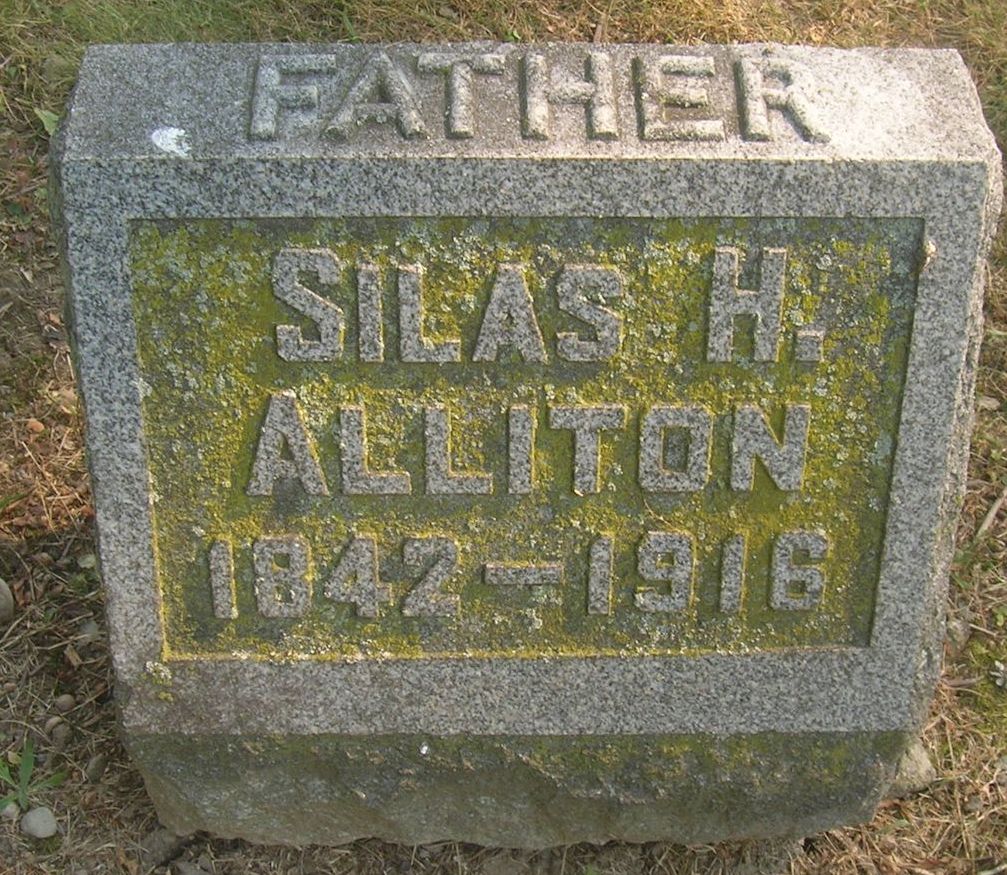 FATHER
SILAS H.
ALLITON
1842–1916